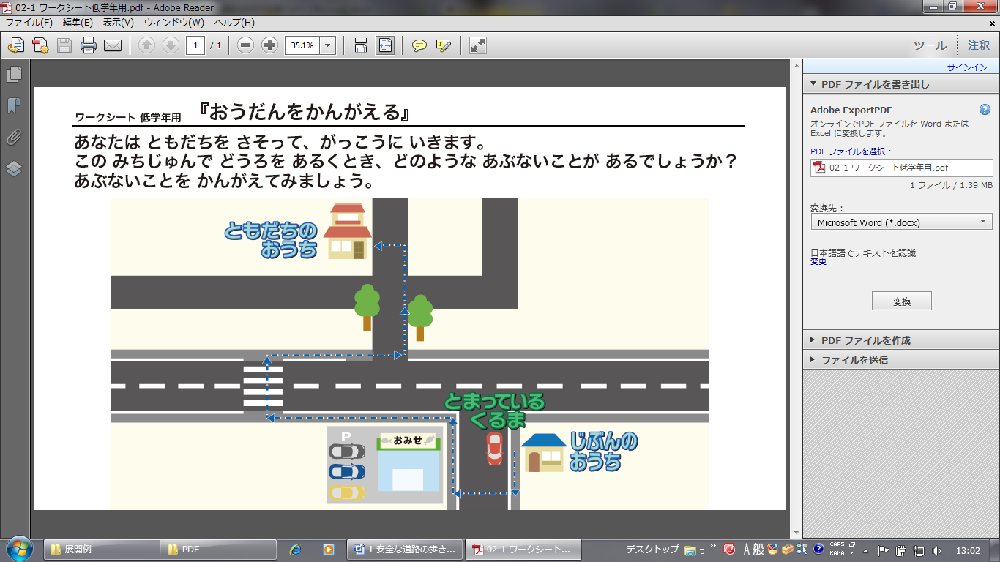 02-1 ワークシート低学年用.pdf - Adobe Reader
ファイル(F) 編集(E) 表示(V) ウィンドウ(W) ヘルプ(H)
1 / 1 35.1% ツール 注釈
サインイン
PDF ファイルを書き出し
Adobe ExportPDF
オンラインでPDF ファイルを Word または
Excel に変換します。
PDF ファイルを選択 :
02-1 ワークシート低学年用.pdf
1 ファイル / 1.39 MB
変換先 :
Microsoft Word (*.docx)
日本語語でテキストを認識
変更
変換
PDF ファイルを作成
ファイルを送信
ワークシート 低学年用 『おうだんをかんがえる』
あなたは ともだちを さそって、がっこうに いきます。
この みちじゅんで どうろを あるくとき、どのような あぶないことが あるでしょうか？
あぶないことを かんがえてみましょう。
ともだちの
おうち
とまっている
くるま
P
おみせ
じぶんの
おうち
展開例 PDF 1 安全な道路の歩き... 02-1 ワークシート... デスクトップ A 般 CAPS KANA 13:02